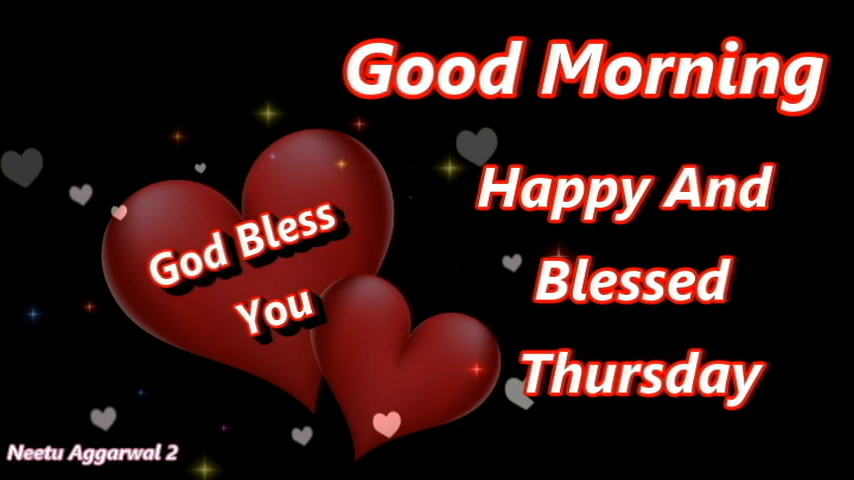 Good Morning
Happy And
Blessed
Thursday
God Bless
You
Neetu Aggarwal 2